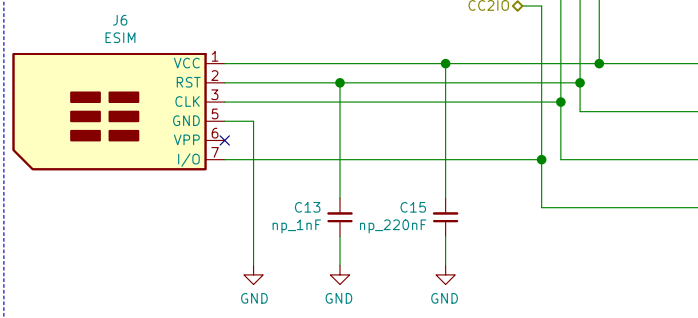 CC2IO
J6
ESIM
VCC 1
RST 2
CLK 3
GND 5
VPP 6
I/O 7
C13
np_1nF
C15
np_220nF
GND
GND
GND